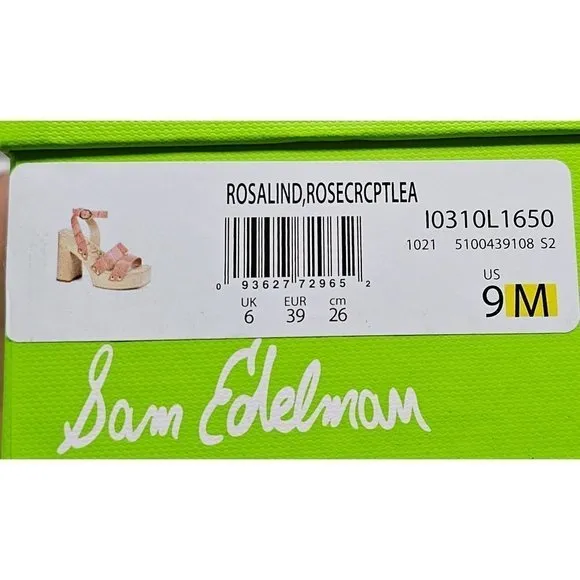 ROSALIND,ROSECRCPTLEA
I0310L1650
1021 5100439108 S2
0 93627 72965 2
UK EUR cm
6 39 26
US
9 M
Sam Edelman